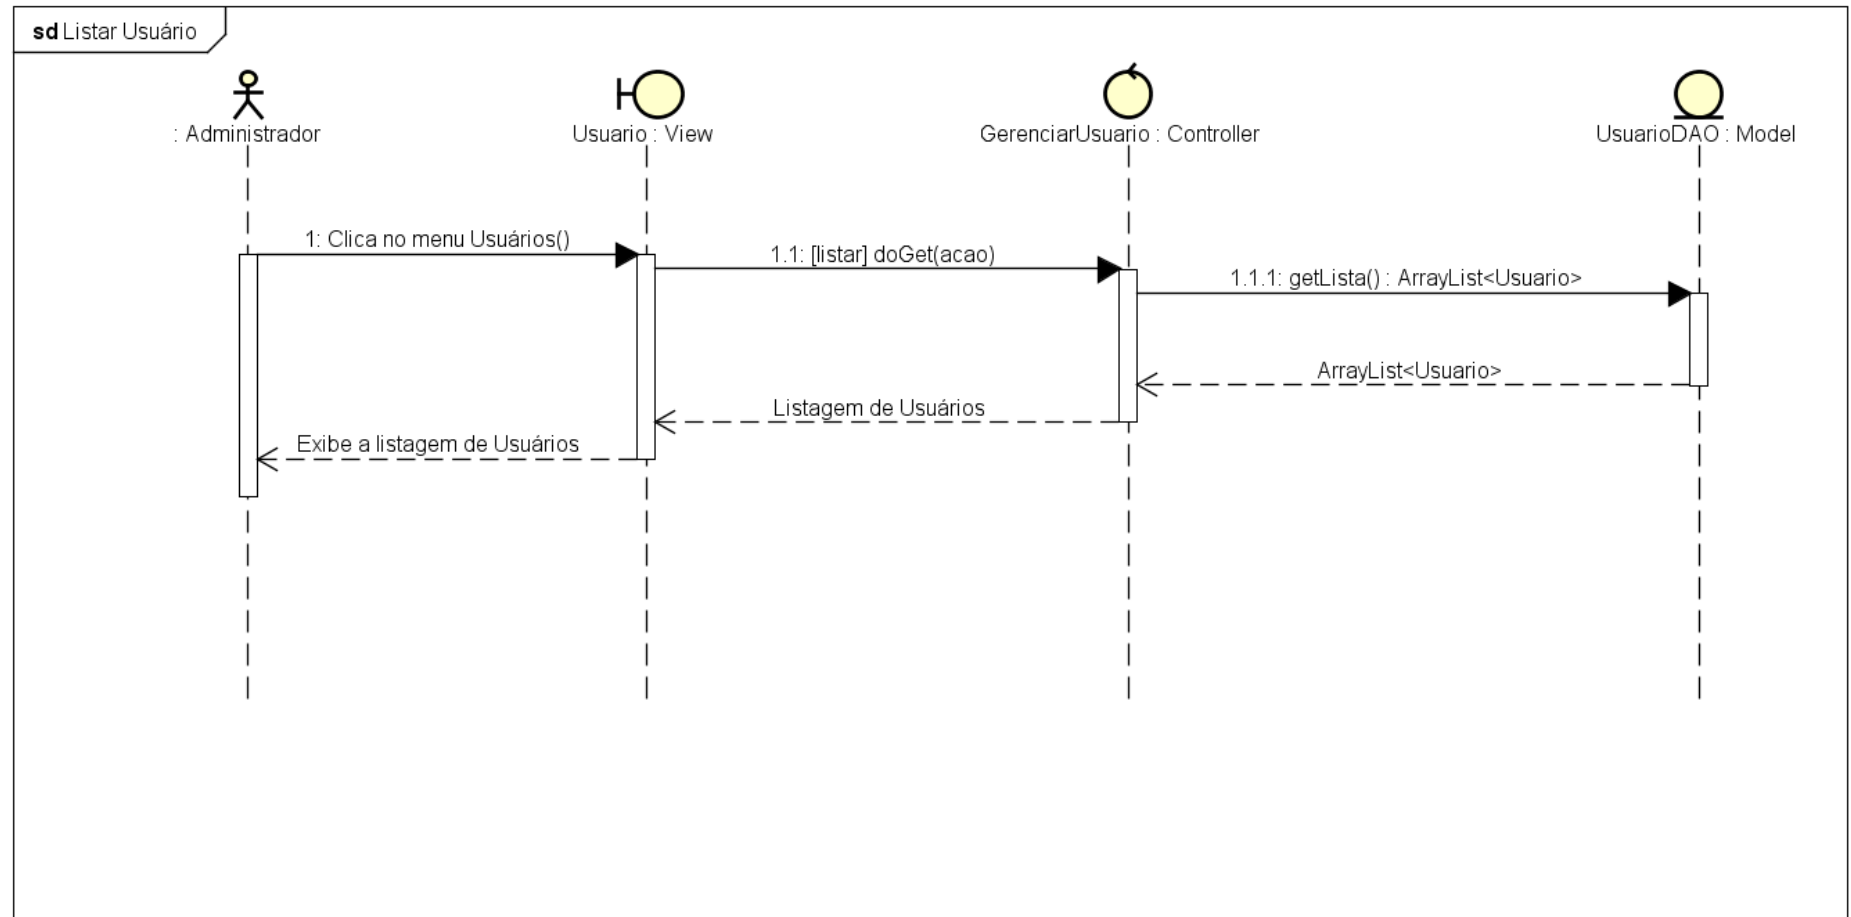 sd Listar Usuário
: Administrador
Usuario : View
GerenciarUsuario : Controller
UsuarioDAO : Model
1: Clica no menu Usuários()
1.1: [listar] doGet(acao)
1.1.1: getLista() : ArrayList<Usuario>
ArrayList<Usuario>
Listagem de Usuários
Exibe a listagem de Usuários